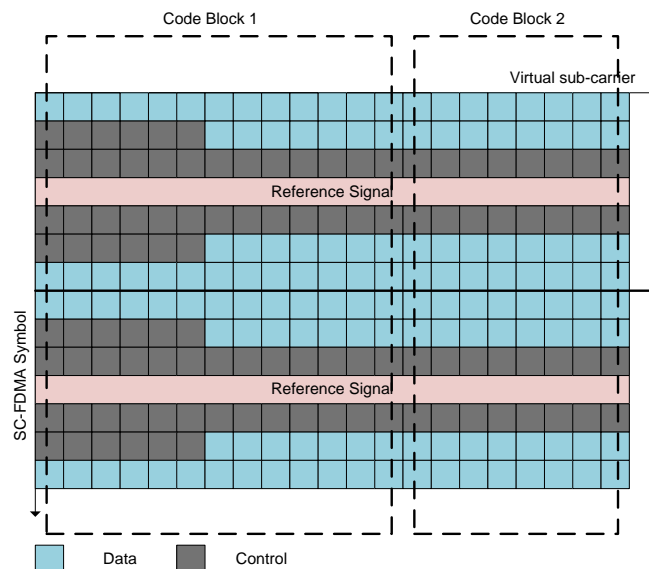 Code Block 1
Code Block 2
Virtual sub-carrier
Reference Signal
SC-FDMA Symbol
Reference Signal
Data
Control